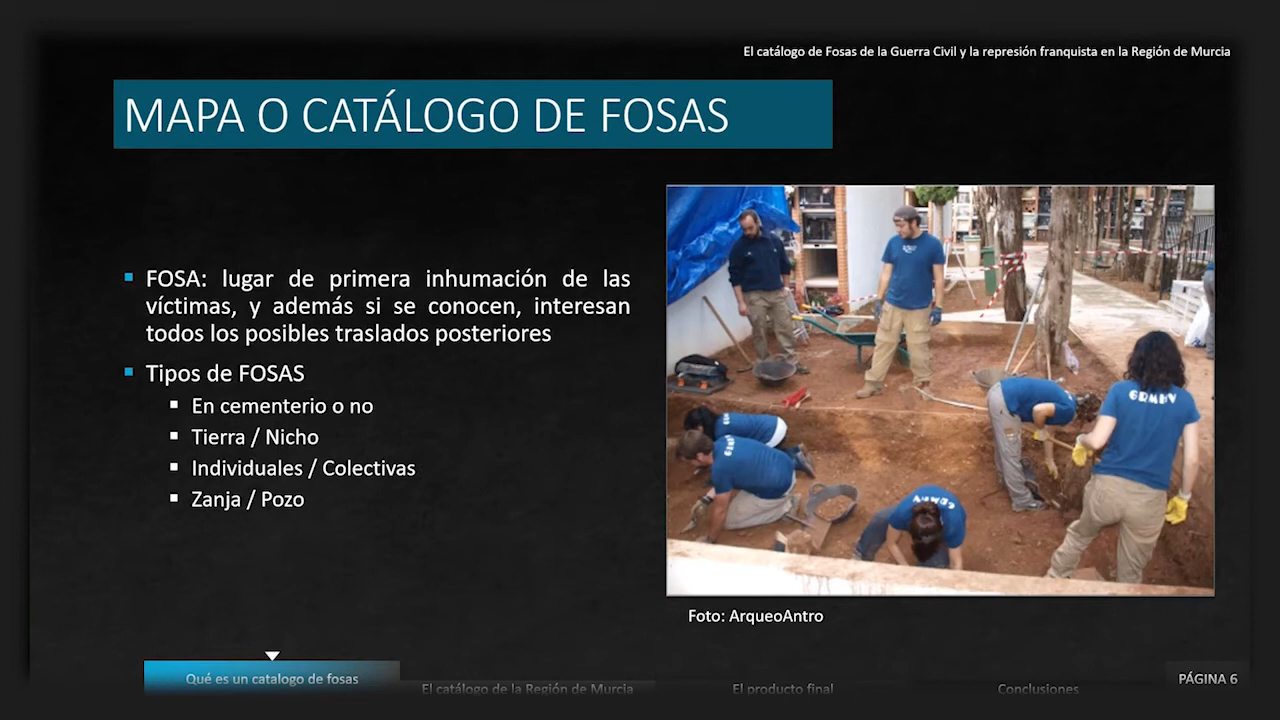 El catálogo de Fosas de la Guerra Civil y la represión franquista en la Región de Murcia
MAPA O CATÁLOGO DE FOSAS
FOSA: lugar de primera inhumación de las
víctimas, y además si se conocen, interesan
todos los posibles traslados posteriores
Tipos de FOSAS
En cementerio o no
Tierra / Nicho
Individuales / Colectivas
Zanja / Pozo
GRMHV
Foto: ArqueoAntro
Qué es un catalogo de fosas
El catálogo de la Región de Murcia
El producto final
Conclusiones
PÁGINA 6